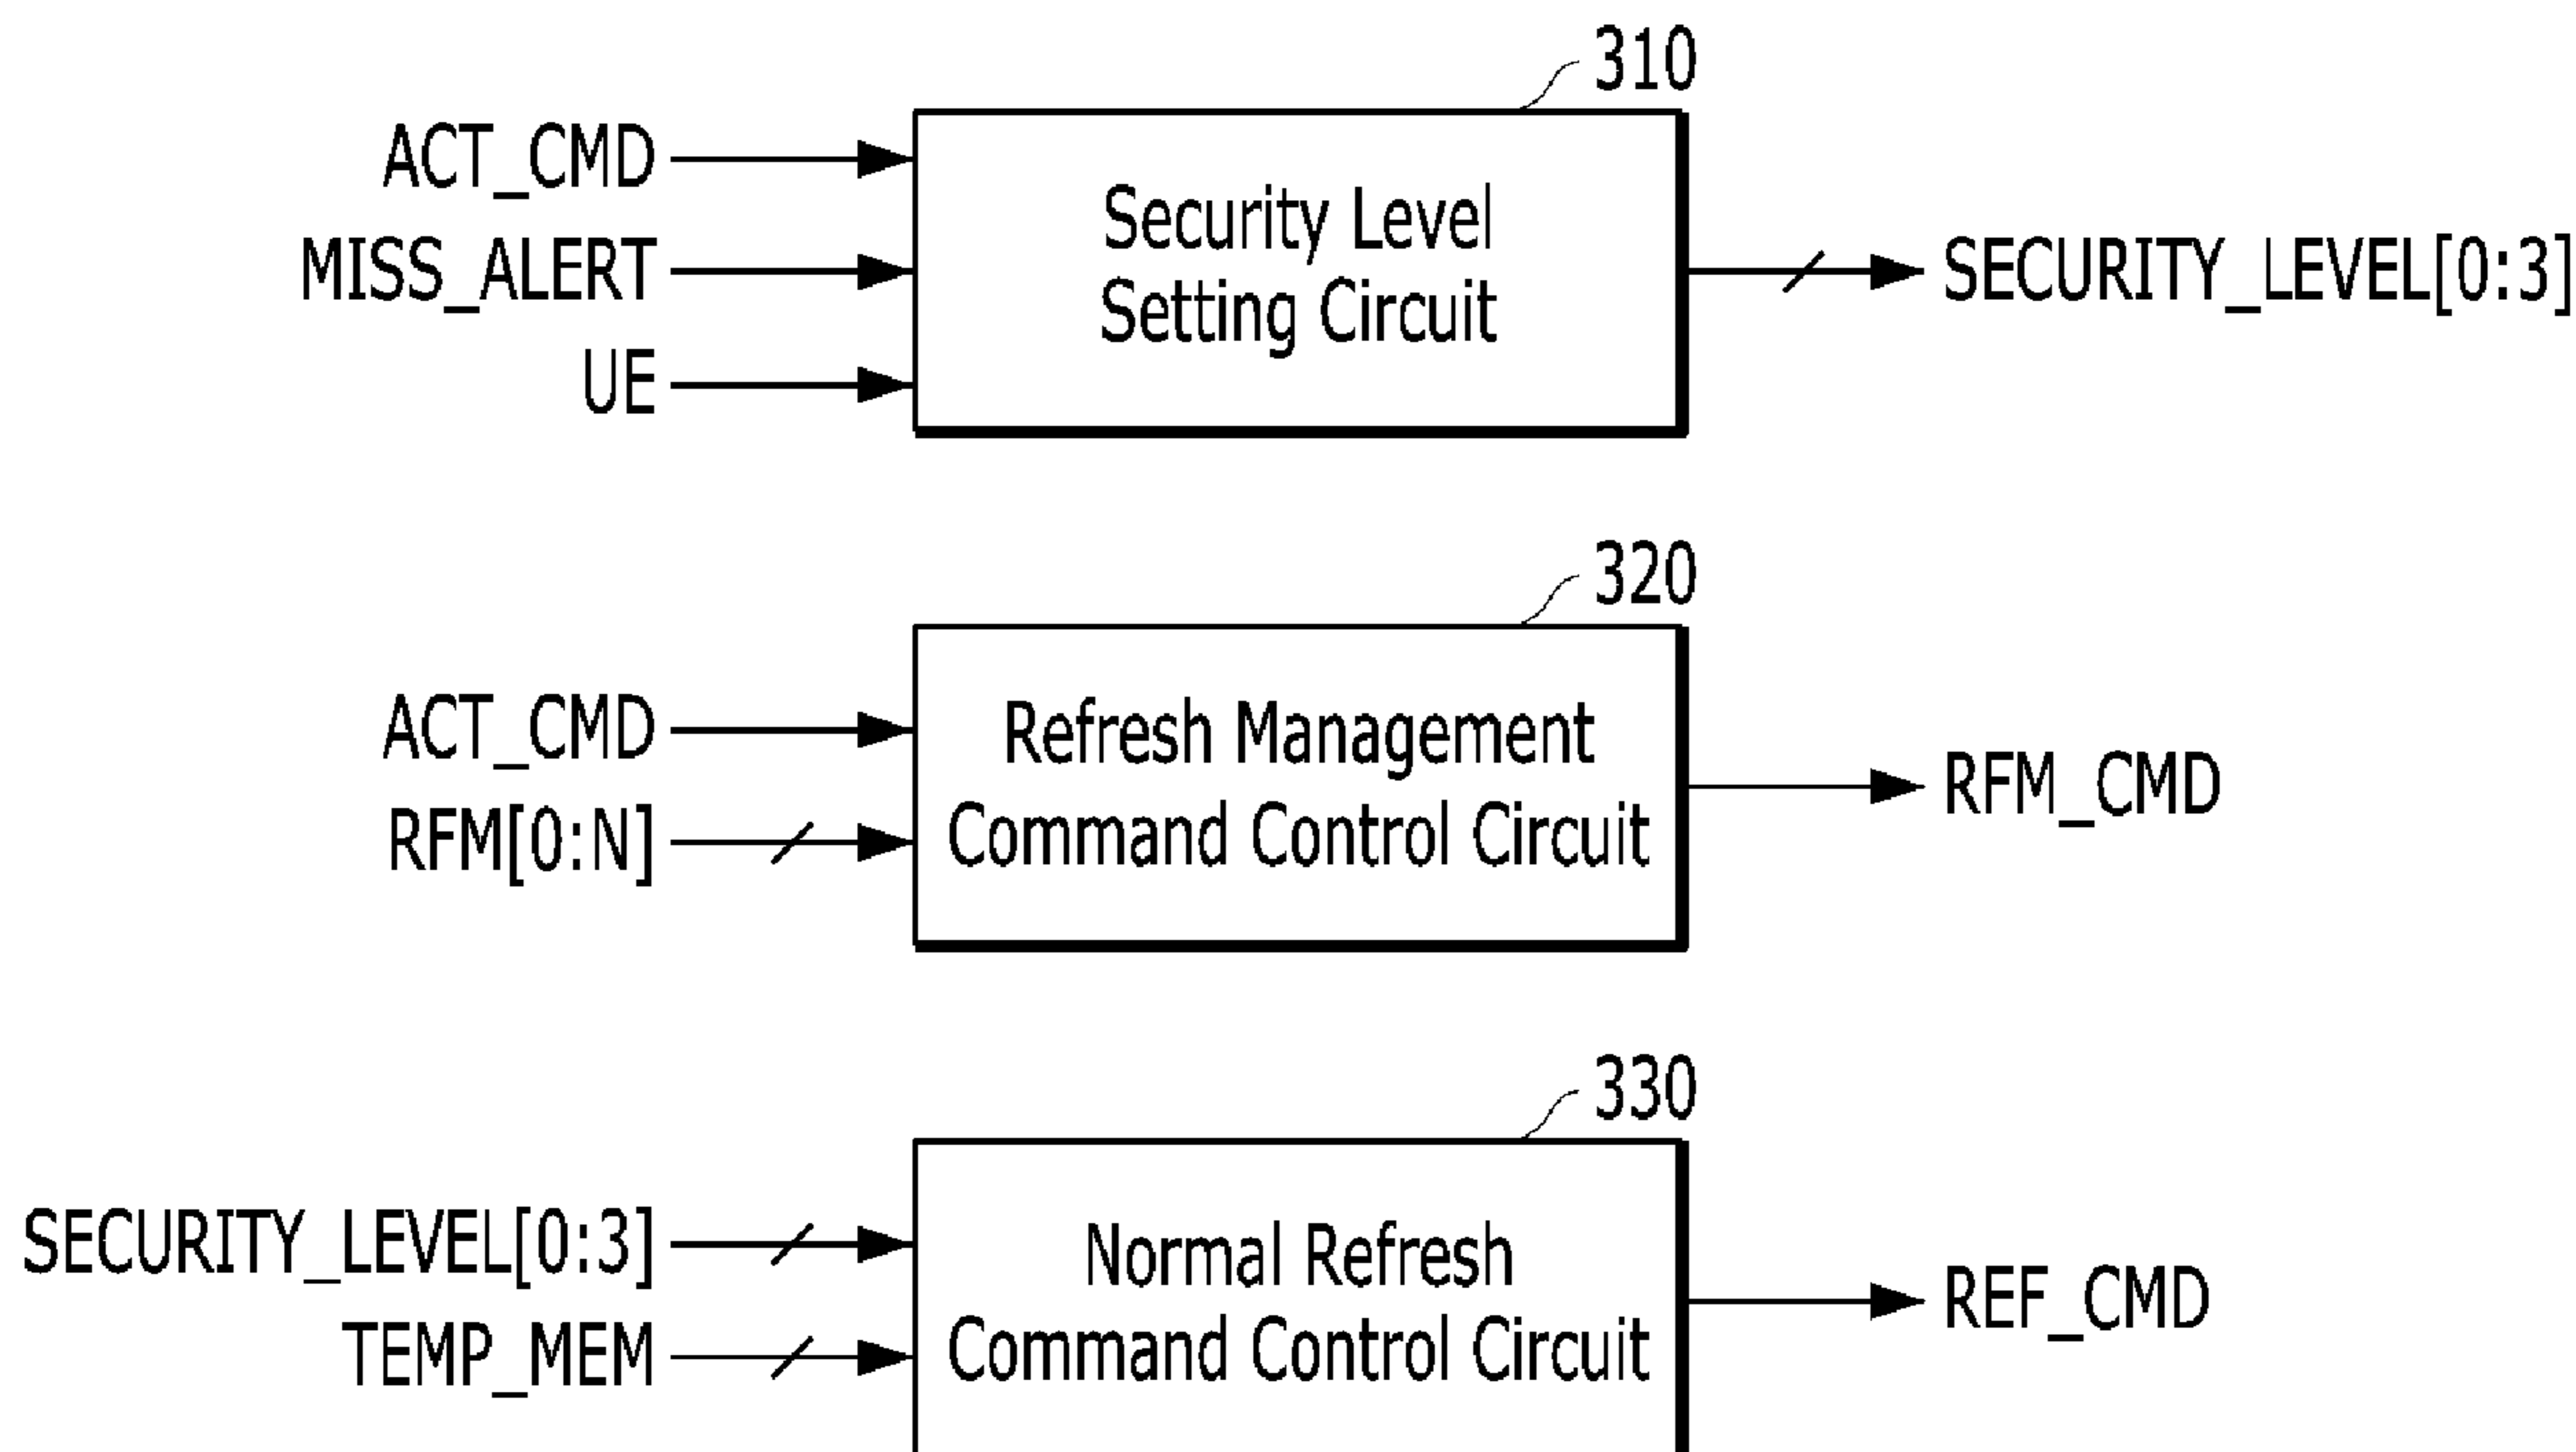 310
ACT_CMD
MISS_ALERT
UE
Security Level
Setting Circuit
SECURITY_LEVEL[0:3]
320
ACT_CMD
RFM[0:N]
Refresh Management
Command Control Circuit
RFM_CMD
330
SECURITY_LEVEL[0:3]
TEMP_MEM
Normal Refresh
Command Control Circuit
REF_CMD